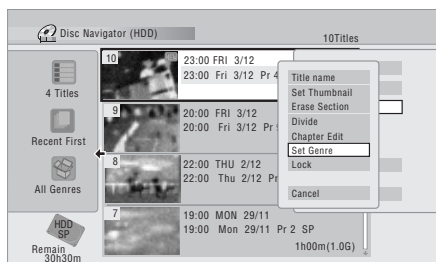 Disc Navigator (HDD)
10Titles
4 Titles
Recent First
All Genres
HDD
SP
Remain
30h30m
10
23:00 FRI 3/12
23:00 Fri 3/12 Pr 4
9
20:00 FRI 3/12
20:00 Fri 3/12 Pr
8
22:00 THU 2/12
22:00 Thu 2/12 Pr
7
19:00 MON 29/11
19:00 Mon 29/11 Pr 2 SP
1h00m(1.0G)
Title name
Set Thumbnail
Erase Section
Divide
Chapter Edit
Set Genre
Lock
Cancel